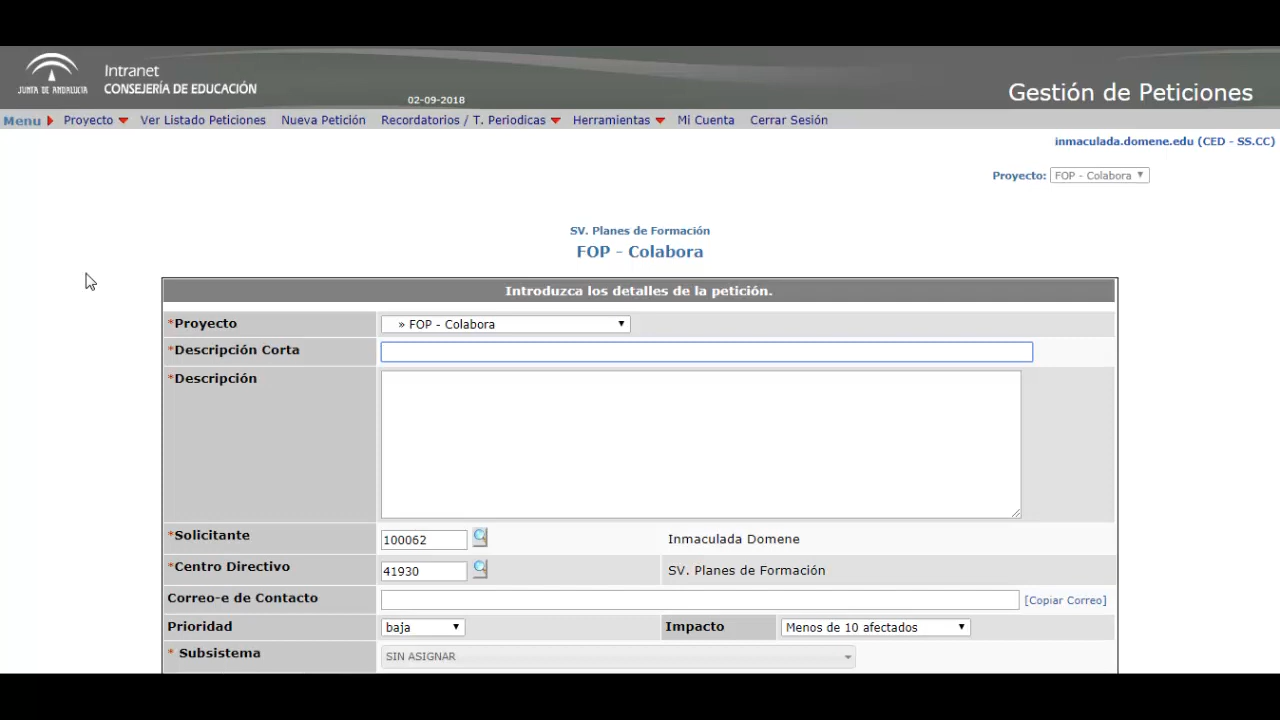 JUNTA DE ANDALUCIA
Intranet
CONSEJERÍA DE EDUCACIÓN
02-09-2018
Gestión de Peticiones
Menu Proyecto Ver Listado Peticiones Nueva Petición Recordatorios / T. Periodicas Herramientas Mi Cuenta Cerrar Sesión
inmaculada.domene.edu (CED - SS.CC)
Proyecto: FOP - Colabora
SV. Planes de Formación
FOP - Colabora
Introduzca los detalles de la petición.
*Proyecto » FOP - Colabora
*Descripción Corta
*Descripción
*Solicitante 100062 Inmaculada Domene
*Centro Directivo 41930 SV. Planes de Formación
Correo-e de Contacto [Copiar Correo]
Prioridad baja Impacto Menos de 10 afectados
* Subsistema SIN ASIGNAR